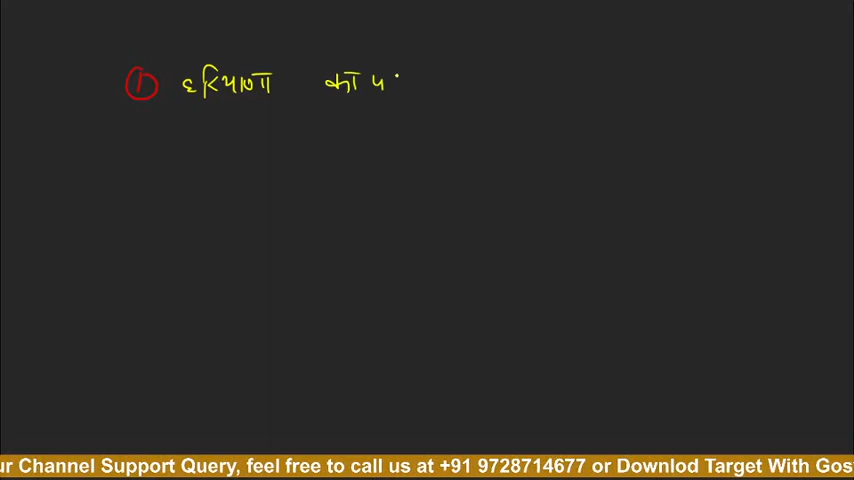 ① हरियाणा का प
ur Channel Support Query, feel free to call us at +91 9728714677 or Downlod Target With Gos